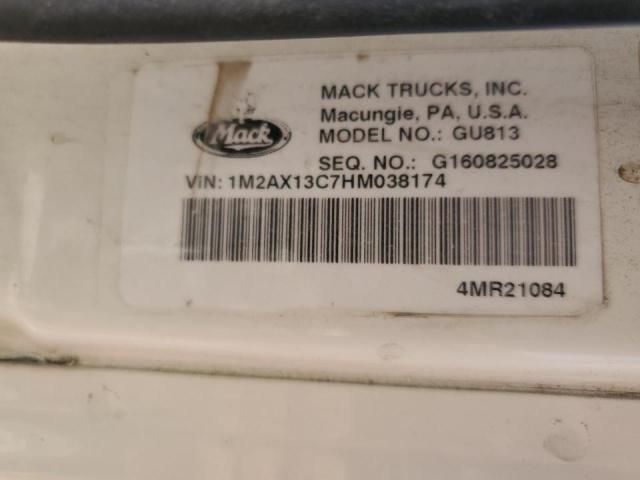 MACK TRUCKS, INC.
Macungie, PA, U.S.A.
Mack
MODEL NO.: GU813
SEQ. NO.: G160825028
VIN: 1M2AX13C7HM038174
4MR21084